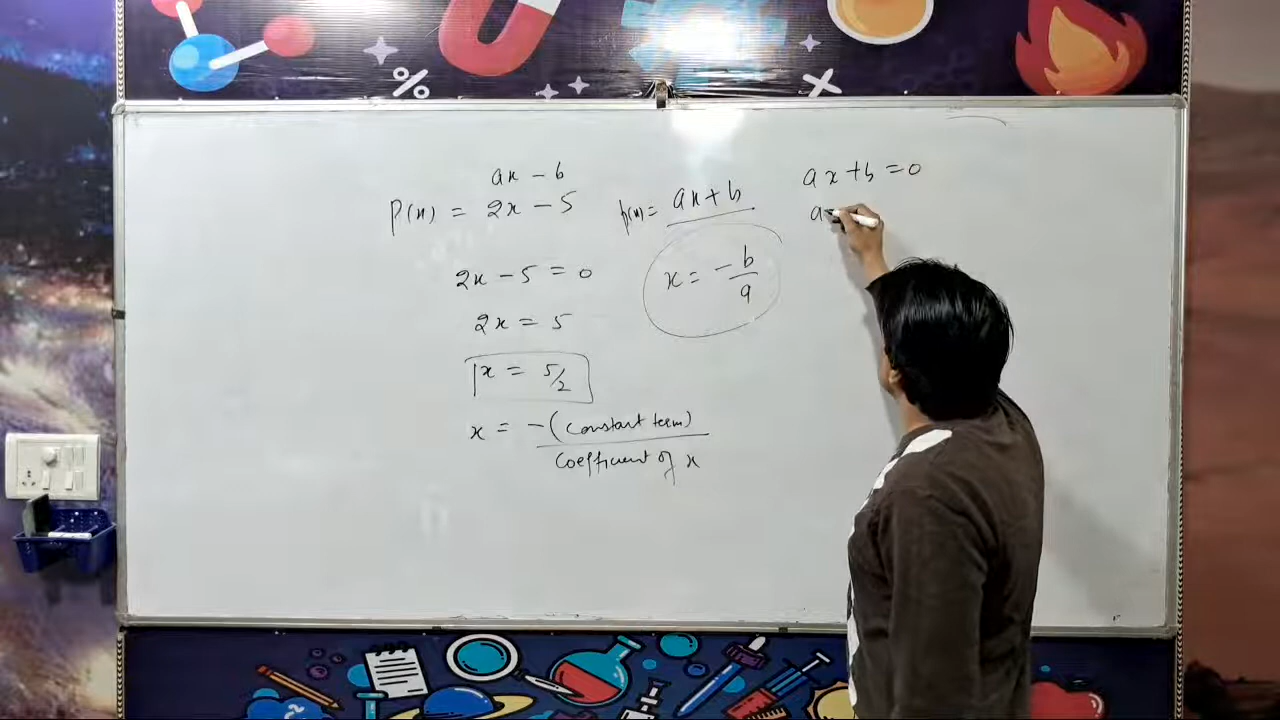 ax - b
P(x) = 2x - 5
2x - 5 = 0
2x = 5
x = 5/2
x = -(constant term)
coefficient of x
p(x) = ax + b
x = - b/a
ax + b = 0
a
%